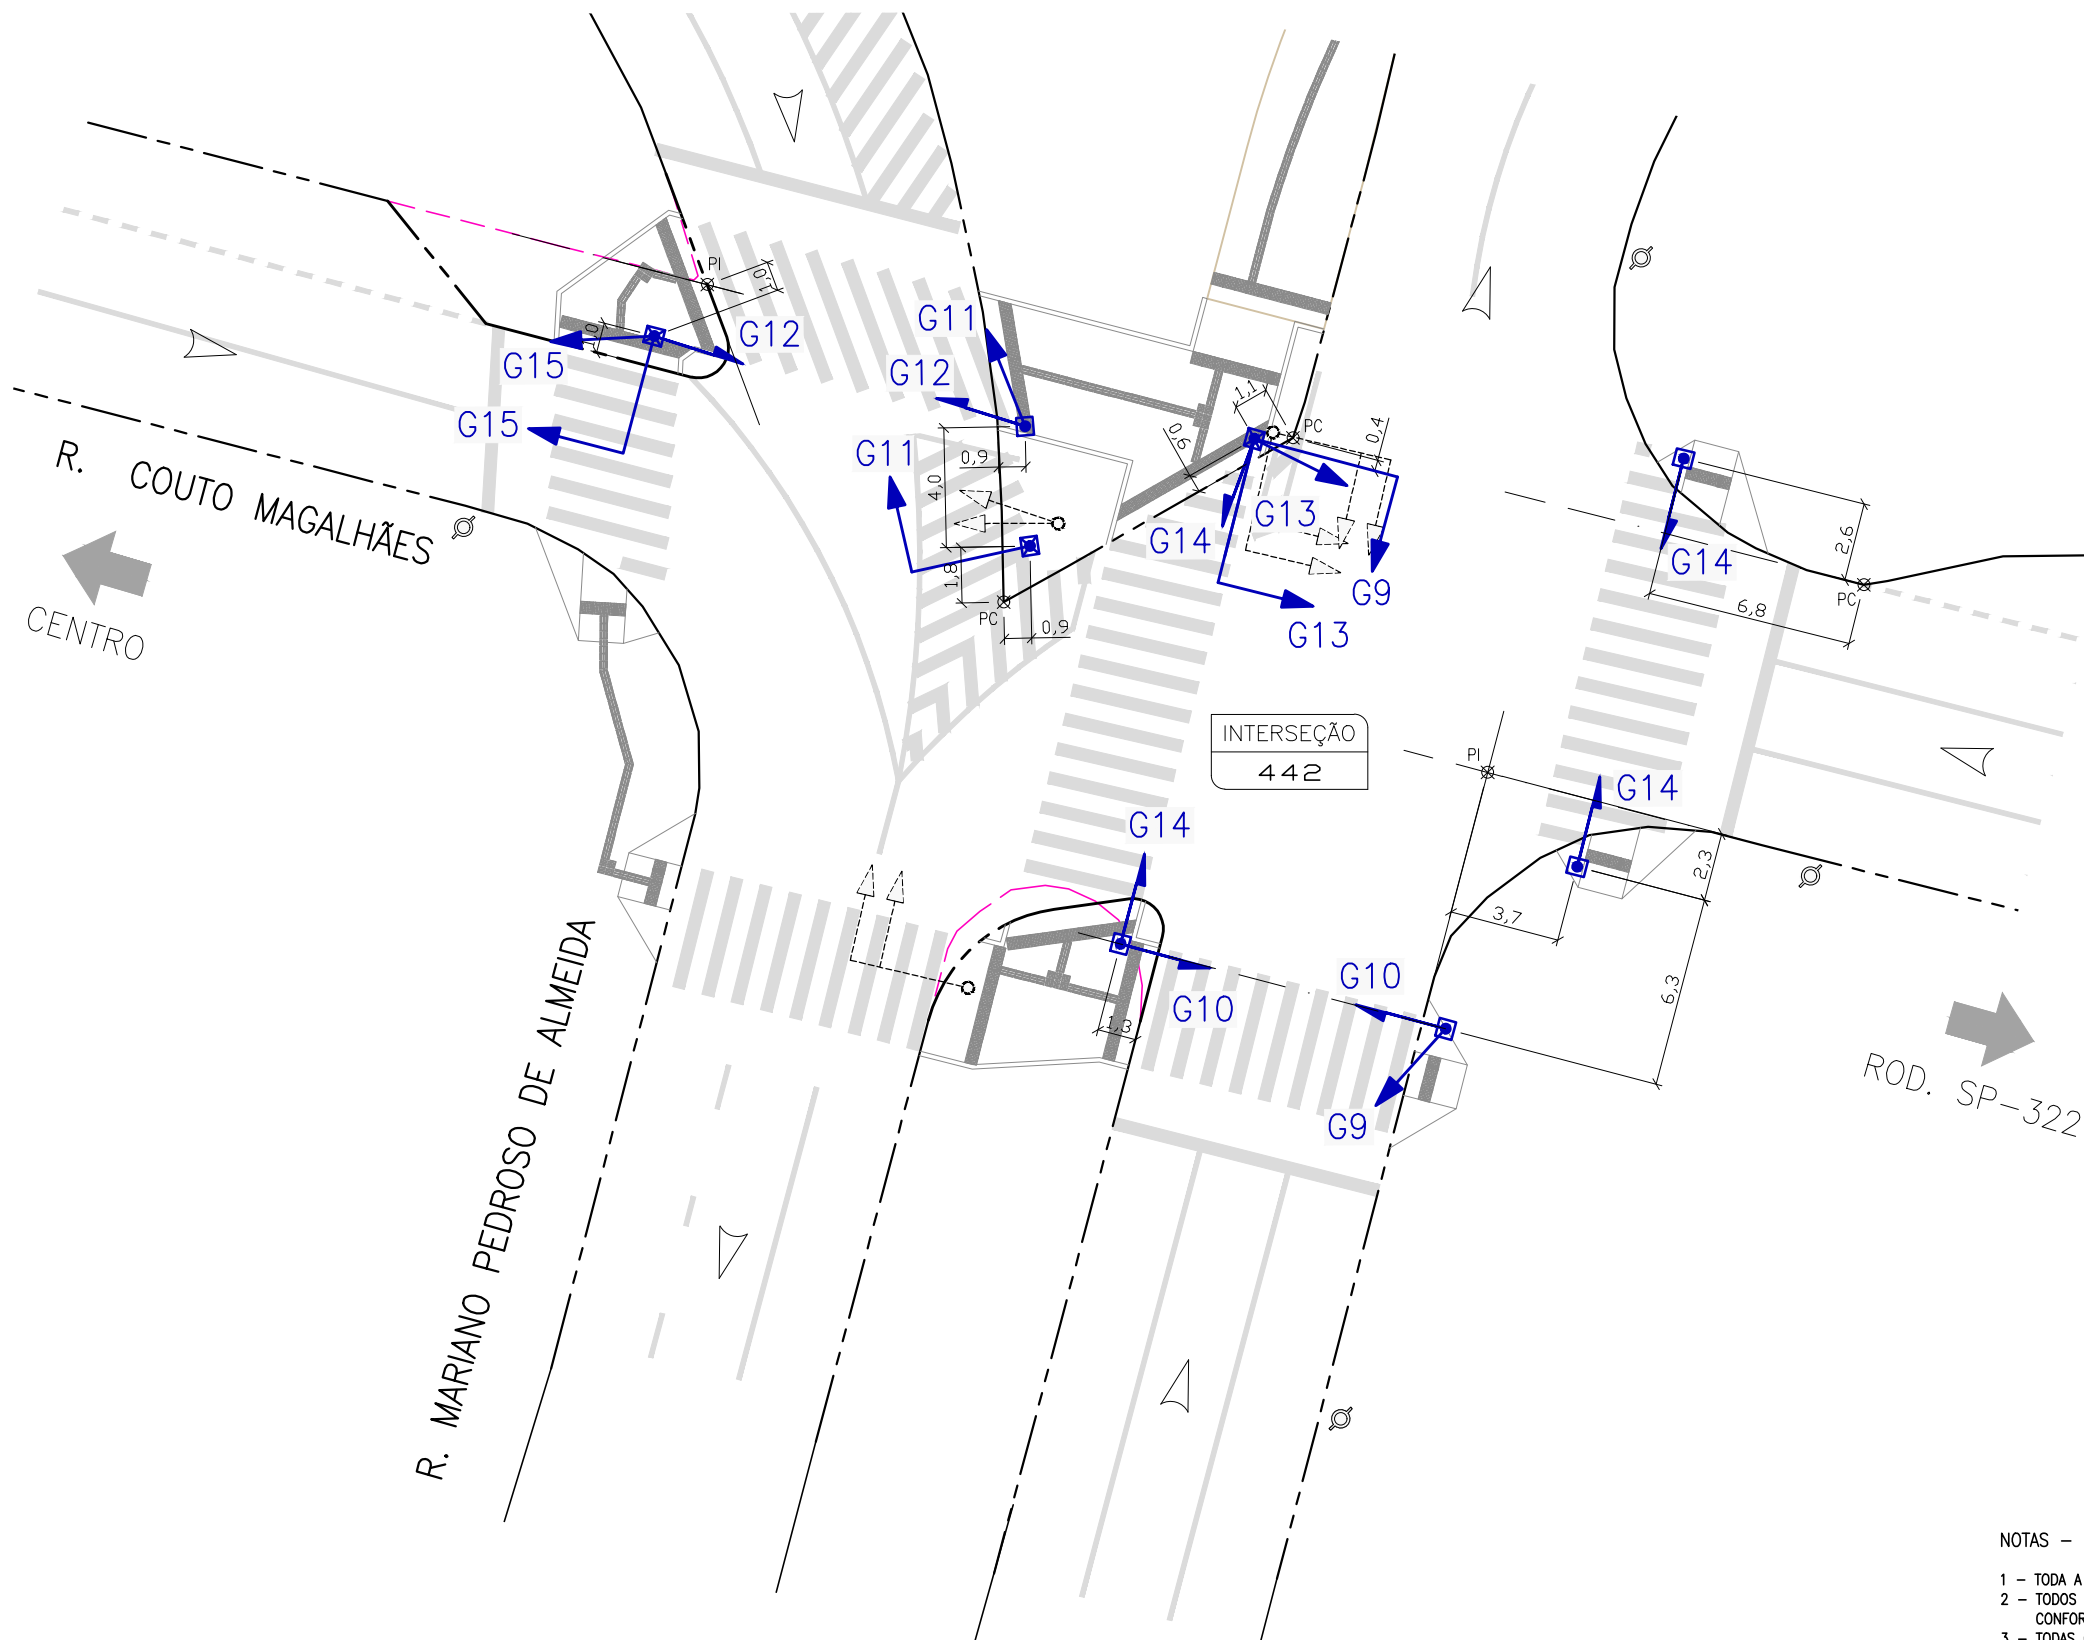 PI
1,0
1,0
G12
G15
G15
G11
G12
G11
0,9
4,0
1,8
PC
0,9
1,1
PC
0,4
0,6
G13
G14
G9
G13
G14
2,6
PC
6,8
R. COUTO MAGALHÃES
CENTRO
INTERSEÇÃO
442
PI
G14
G14
2,3
3,7
6,3
G10
G10
1,3
G9
ROD. SP-322
R. MARIANO PEDROSO DE ALMEIDA
NOTAS -
1 - TODA A
2 - TODOS
CONFOR
3 - TODAS